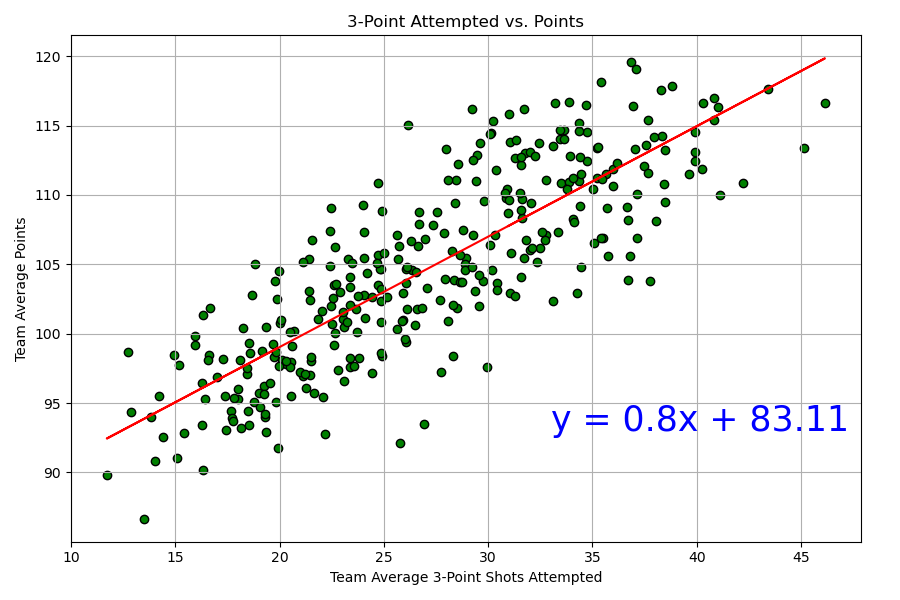 3-Point Attempted vs. Points
120
115
110
105
100
95
90
Team Average Points
y = 0.8x + 83.11
10 15 20 25 30 35 40 45
Team Average 3-Point Shots Attempted